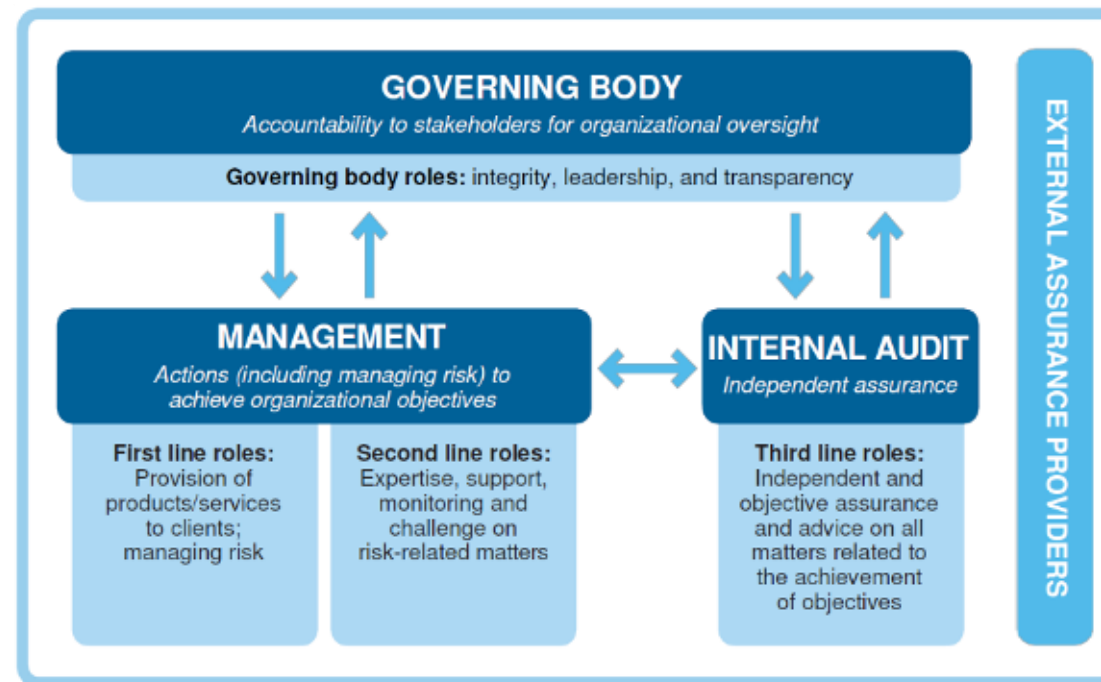 GOVERNING BODY
Accountability to stakeholders for organizational oversight
Governing body roles: integrity, leadership, and transparency
MANAGEMENT
Actions (including managing risk) to
achieve organizational objectives
First line roles:
Provision of
products/services
to clients;
managing risk
Second line roles:
Expertise, support,
monitoring and
challenge on
risk-related matters
INTERNAL AUDIT
Independent assurance
Third line roles:
Independent and
objective assurance
and advice on all
matters related to
the achievement
of objectives
EXTERNAL ASSURANCE PROVIDERS